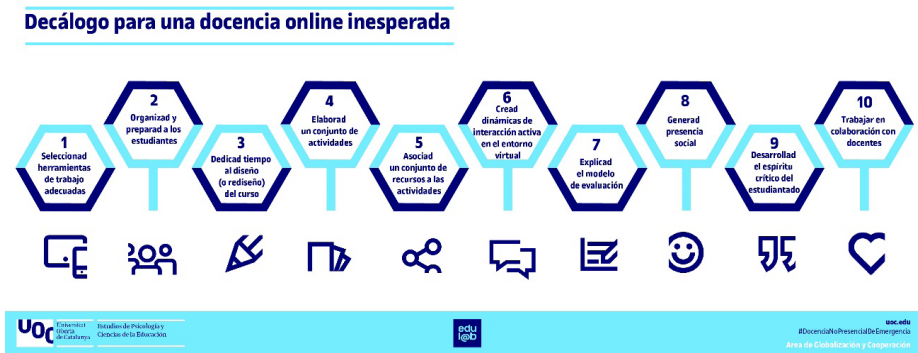 Decálogo para una docencia online inesperada
1
Seleccionad
herramientas
de trabajo
adecuadas
2
Organizad y
preparad a los
estudiantes
3
Dedicad tiempo
al diseño
(o rediseño)
del curso
4
Elaborad
un conjunto de
actividades
5
Asociad
un conjunto de
recursos a las
actividades
6
Cread
dinámicas de
interacción activa
en el entorno
virtual
7
Explicad
el modelo
de evaluación
8
Generad
presencia
social
9
Desarrollad
el espíritu
crítico del
estudiantado
10
Trabajar en
colaboración con
docentes
UOC
Universitat
Oberta
de Catalunya
Estudios de Psicología y
Ciencias de la Educación
edu
l@b
uoc.edu
#DocenciaNoPresencialDeEmergencia
Area de Globalización y Cooperación